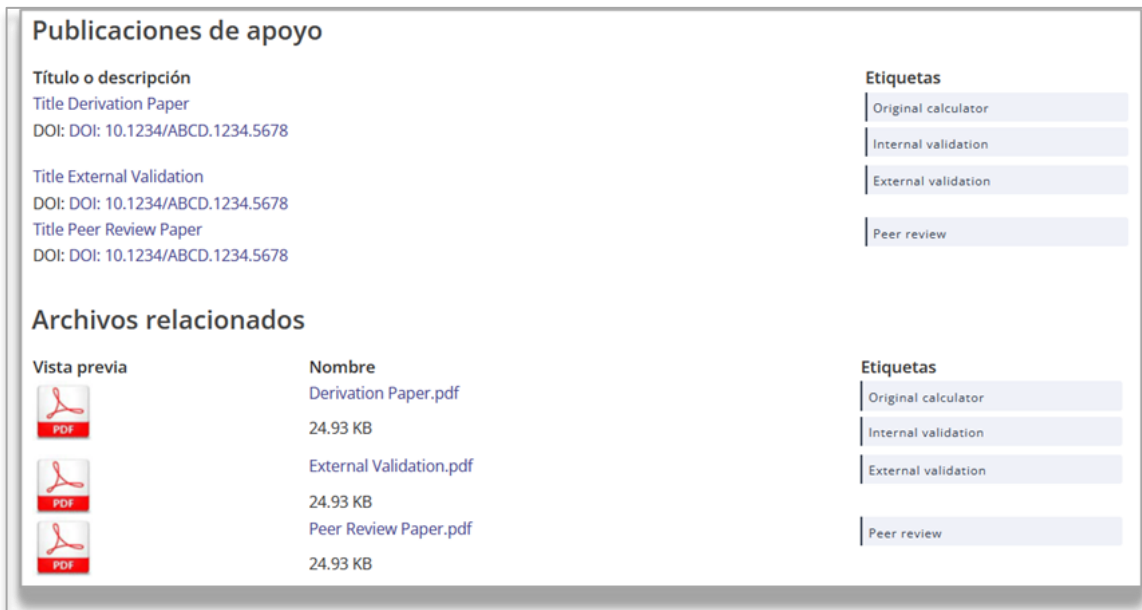 Publicaciones de apoyo
Título o descripción Etiquetas
Title Derivation Paper Original calculator
DOI: DOI: 10.1234/ABCD.1234.5678
Internal validation
Title External Validation External validation
DOI: DOI: 10.1234/ABCD.1234.5678
Title Peer Review Paper Peer review
DOI: DOI: 10.1234/ABCD.1234.5678
Archivos relacionados
Vista previa Nombre Etiquetas
PDF Derivation Paper.pdf Original calculator
24.93 KB Internal validation
PDF External Validation.pdf External validation
24.93 KB
PDF Peer Review Paper.pdf Peer review
24.93 KB